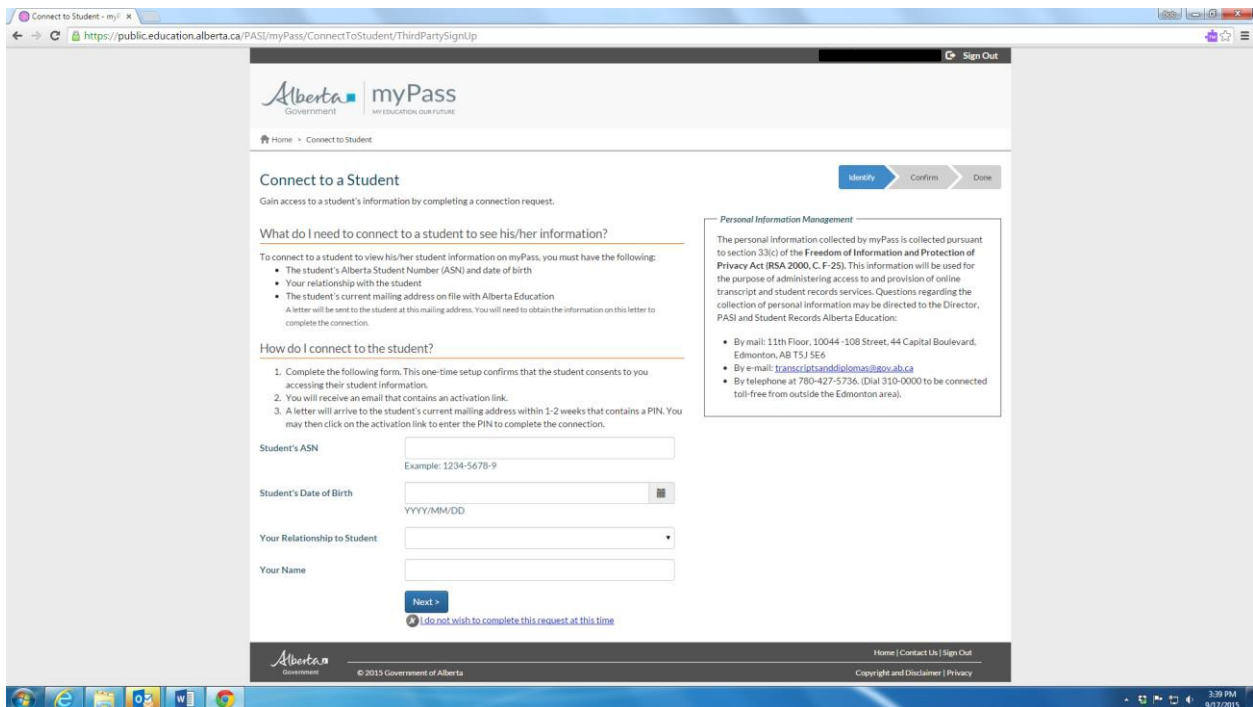 Connect to Student - myP
https://public.education.alberta.ca/PASI/myPass/ConnectToStudent/ThirdPartySignUp
Sign Out
Alberta
Government
myPass
MY EDUCATION, OUR FUTURE
Home > Connect to Student
Connect to a Student
Identify
Confirm
Done
Gain access to a student's information by completing a connection request.
What do I need to connect to a student to see his/her information?
To connect to a student to view his/her student information on myPass, you must have the following:
• The student's Alberta Student Number (ASN) and date of birth
• Your relationship with the student
• The student's current mailing address on file with Alberta Education
A letter will be sent to the student at this mailing address. You will need to obtain the information on this letter to
complete the connection.
How do I connect to the student?
1. Complete the following form. This one-time setup confirms that the student consents to you
accessing their student information.
2. You will receive an email that contains an activation link.
3. A letter will arrive to the student's current mailing address within 1-2 weeks that contains a PIN. You
may then click on the activation link to enter the PIN to complete the connection.
Student's ASN
Example: 1234-5678-9
Student's Date of Birth
YYYY/MM/DD
Your Relationship to Student
Your Name
Next >
I do not wish to complete this request at this time
Personal Information Management
The personal information collected by myPass is collected pursuant
to section 33(c) of the Freedom of Information and Protection of
Privacy Act (RSA 2000, C. F-25). This information will be used for
the purpose of administering access to and provision of online
transcript and student records services. Questions regarding the
collection of personal information may be directed to the Director,
PASI and Student Records Alberta Education:
• By mail: 11th Floor, 10044 -108 Street, 44 Capital Boulevard,
Edmonton, AB T5J 5E6
• By e-mail: transcriptsanddiplomas@gov.ab.ca
• By telephone at 780-427-5736. (Dial 310-0000 to be connected
toll-free from outside the Edmonton area).
Alberta
Government
© 2015 Government of Alberta
Home | Contact Us | Sign Out
Copyright and Disclaimer | Privacy
3:39 PM
9/17/2015